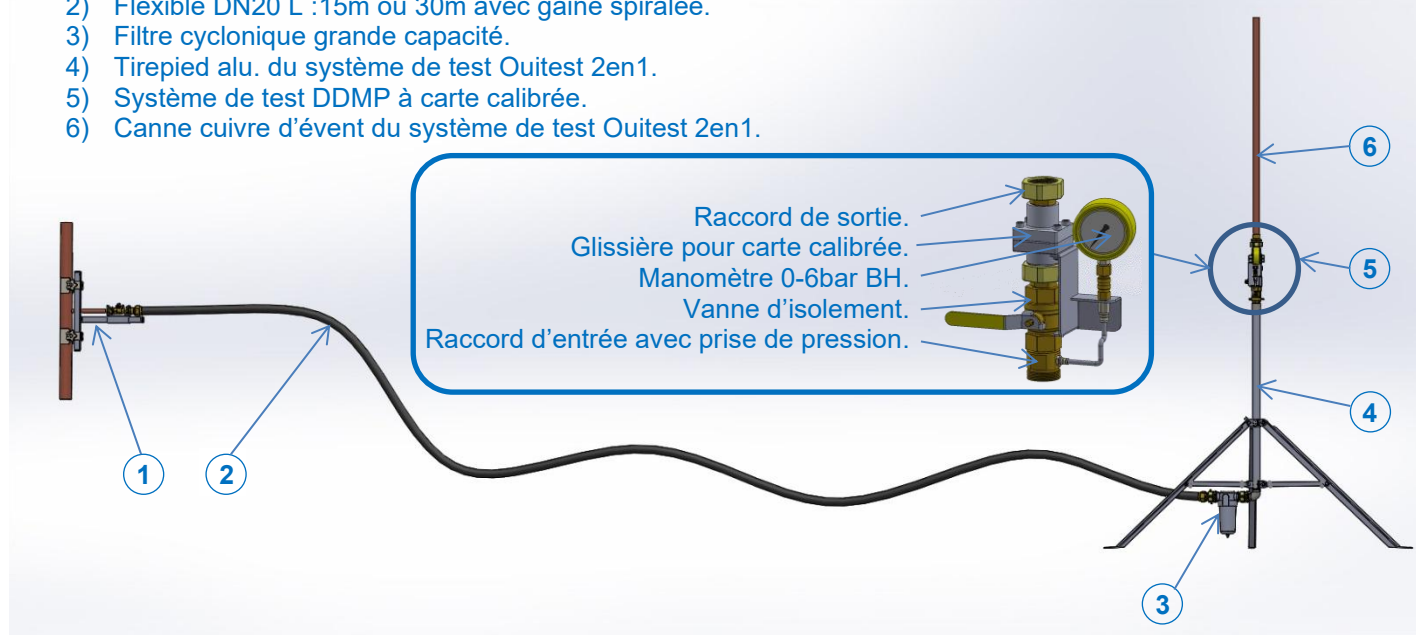 2) Flexible DN20 L :15m ou 30m avec gaine spiralée.
3) Filtre cyclonique grande capacité.
4) Tirepied alu. du système de test Ouitest 2en1.
5) Système de test DDMP à carte calibrée.
6) Canne cuivre d'évent du système de test Ouitest 2en1.
6
Raccord de sortie.
Glissière pour carte calibrée.
Manomètre 0-6bar BH.
Vanne d'isolement.
Raccord d'entrée avec prise de pression.
5
4
1
2
3